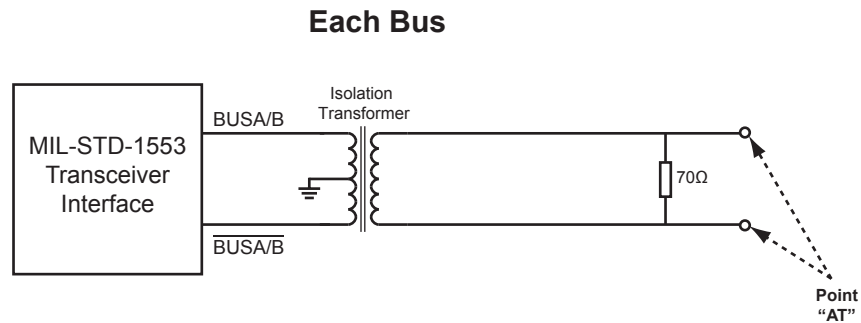 Each Bus
MIL-STD-1553
Transceiver
Interface
BUSA/B
Isolation
Transformer
70Ω
BUSA/B
Point
“AT”